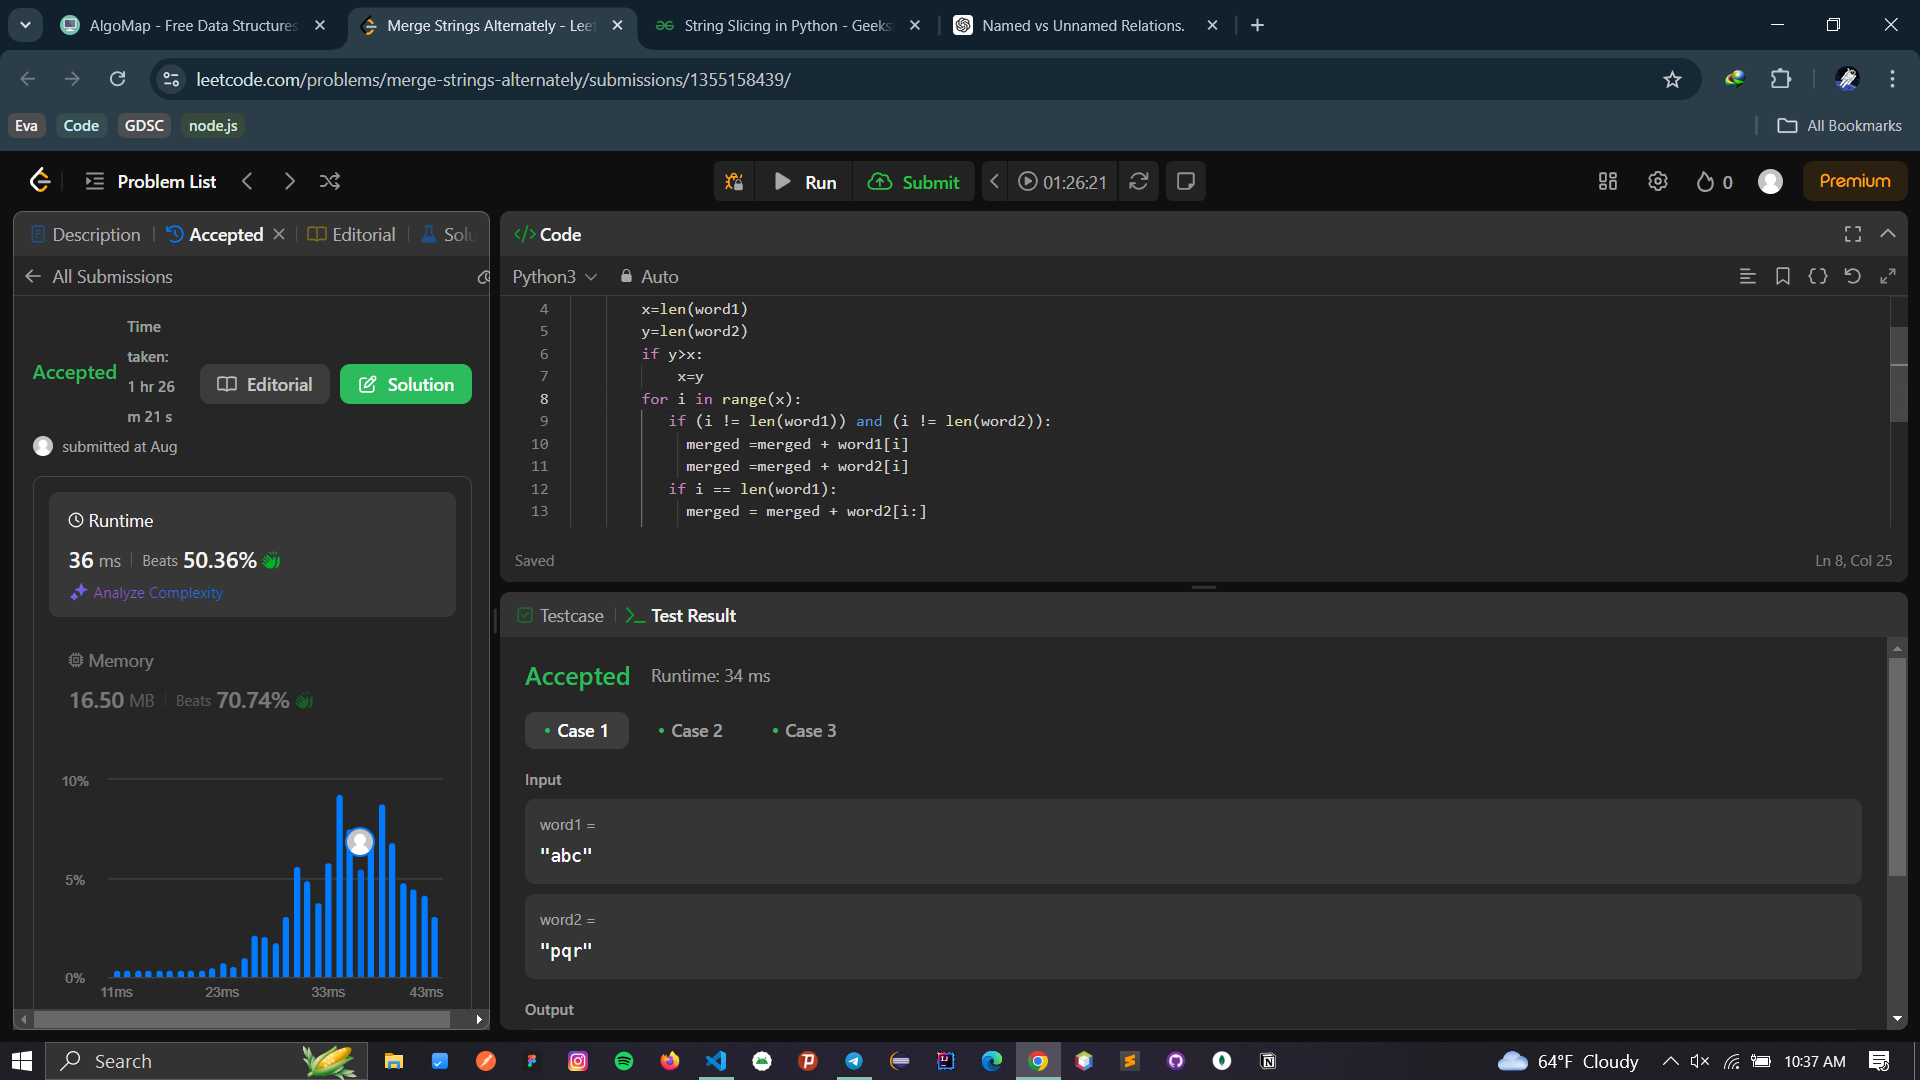 AlgoMap - Free Data Structures
Merge Strings Alternately - Leet
String Slicing in Python - Geeks
Named vs Unnamed Relations.
leetcode.com/problems/merge-strings-alternately/submissions/1355158439/
Eva
Code
GDSC
node.js
All Bookmarks
Problem List
Run
Submit
01:26:21
0
Premium
Description
Accepted
Editorial
Solu
All Submissions
Accepted
Time
taken:
1 hr 26
m 21 s
Editorial
Solution
submitted at Aug
Runtime
36 ms
Beats 50.36%
Analyze Complexity
Memory
16.50 MB
Beats 70.74%
10%
5%
0%
11ms
23ms
33ms
43ms
Code
Python3
Auto
4 x=len(word1)
5 y=len(word2)
6 if y>x:
7 x=y
8 for i in range(x):
9 if (i != len(word1)) and (i != len(word2)):
10 merged =merged + word1[i]
11 merged =merged + word2[i]
12 if i == len(word1):
13 merged = merged + word2[i:]
Saved
Ln 8, Col 25
Testcase
Test Result
Accepted
Runtime: 34 ms
Case 1
Case 2
Case 3
Input
word1 =
"abc"
word2 =
"pqr"
Output
Search
64°F Cloudy
10:37 AM